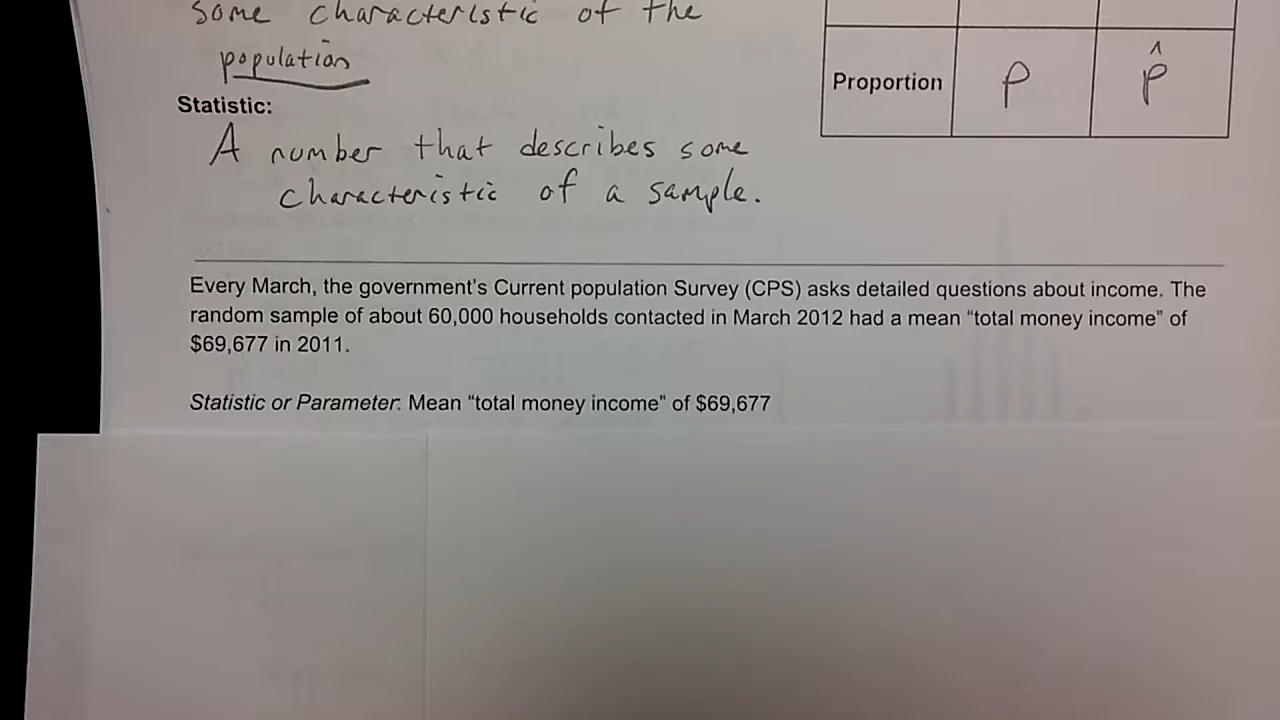 some characteristic of the
population
Statistic:
A number that describes some
characteristic of a sample.
Proportion p p̂
Every March, the government's Current population Survey (CPS) asks detailed questions about income. The
random sample of about 60,000 households contacted in March 2012 had a mean “total money income” of
$69,677 in 2011.
Statistic or Parameter: Mean “total money income” of $69,677